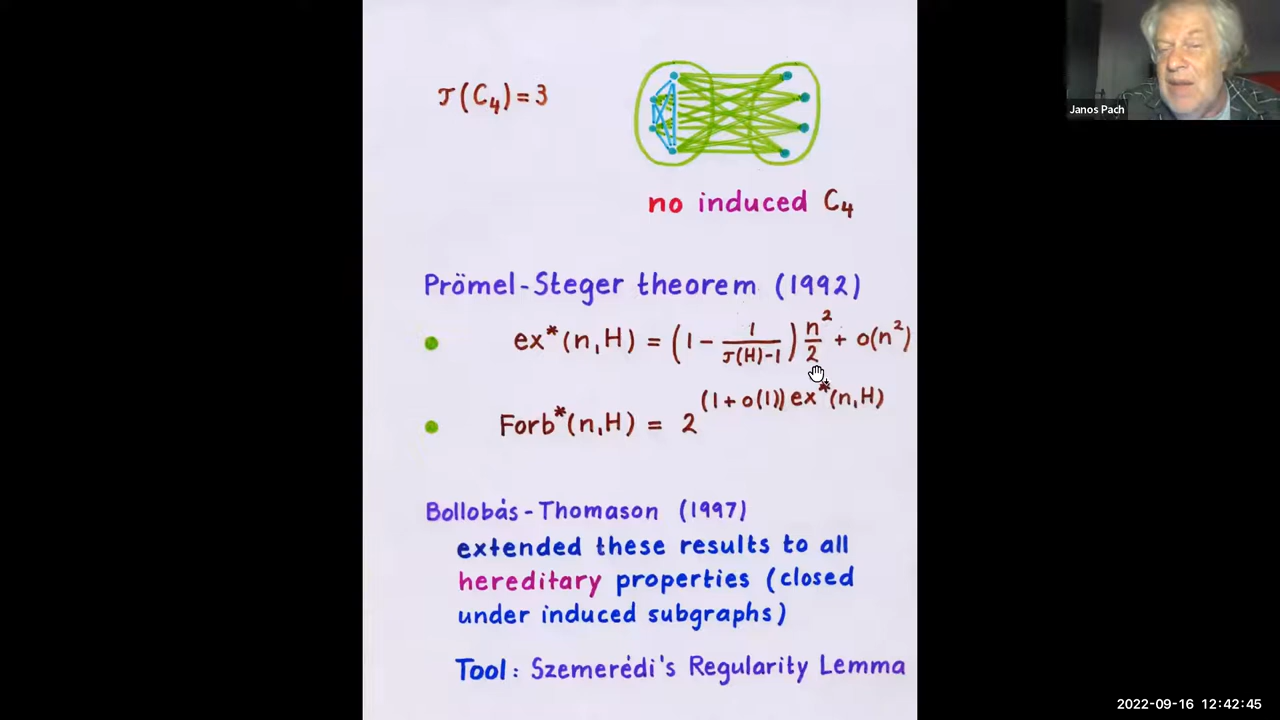 τ(C₄)=3
no induced C₄
Prömel-Steger theorem (1992)
• ex*(n,H) = (1 - 1/(τ(H)-1)) n²/2 + o(n²)
• Forb*(n,H) = 2^((1+o(1)) ex*(n,H))
Bollobás-Thomason (1997)
extended these results to all
hereditary properties (closed
under induced subgraphs)
Tool: Szemerédi's Regularity Lemma
Janos Pach
2022-09-16 12:42:45